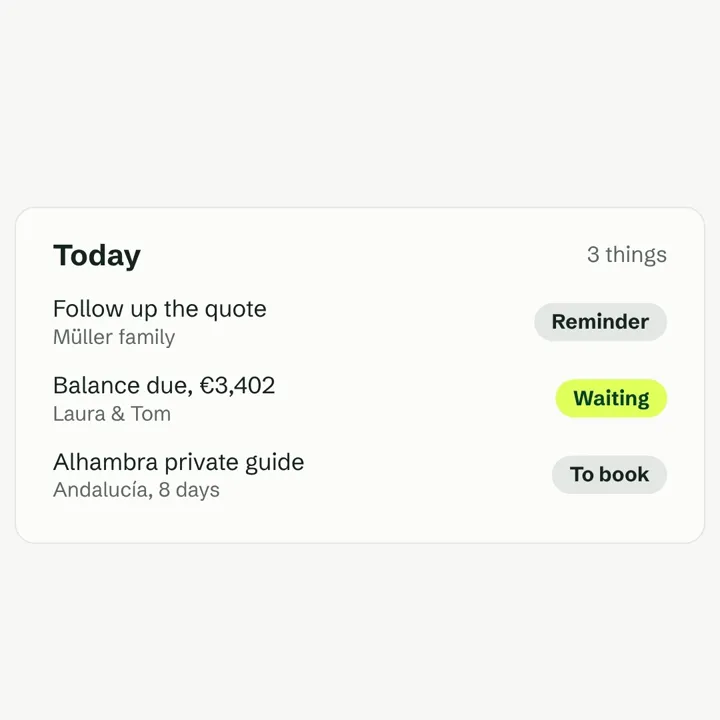 Today
3 things
Follow up the quote
Müller family
Reminder
Balance due, €3,402
Laura & Tom
Waiting
Alhambra private guide
Andalucía, 8 days
To book